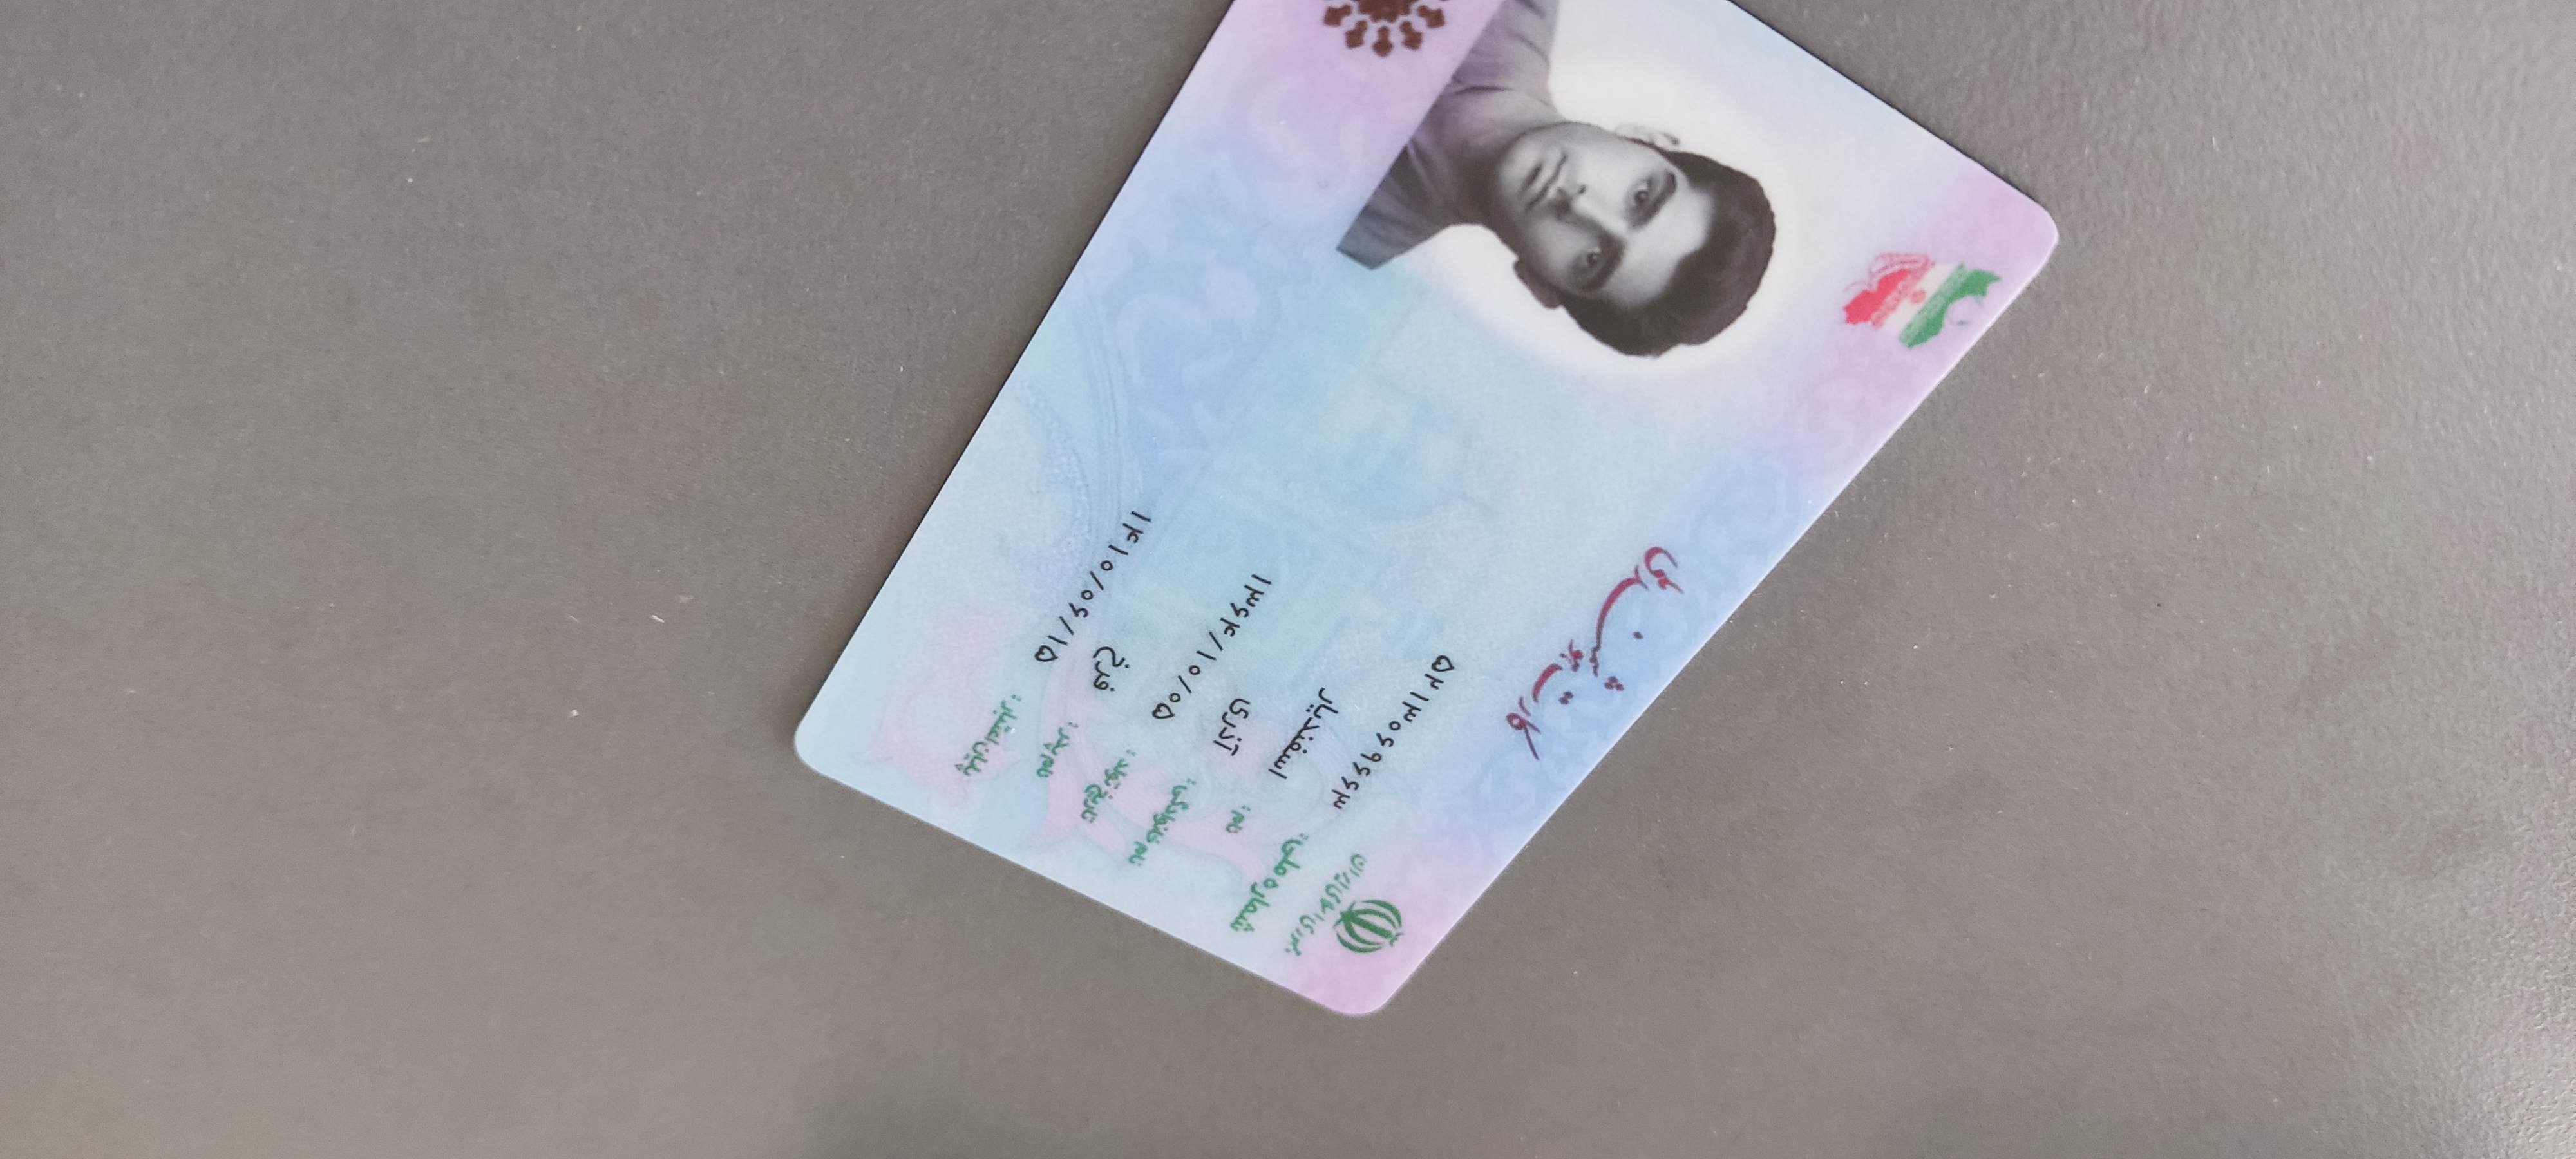 جمهوری اسلامی ایران
کارت هوشمند ملی
شماره ملی: ۵۲۱۳۰۶۹۶۶۳
نام: اسفندیار
نام خانوادگی: آذری
تاریخ تولد: ۱۳۶۴/۱۰/۰۵
نام پدر: فرخ
پایان اعتبار: ۱۴۱۰/۰۶/۱۵